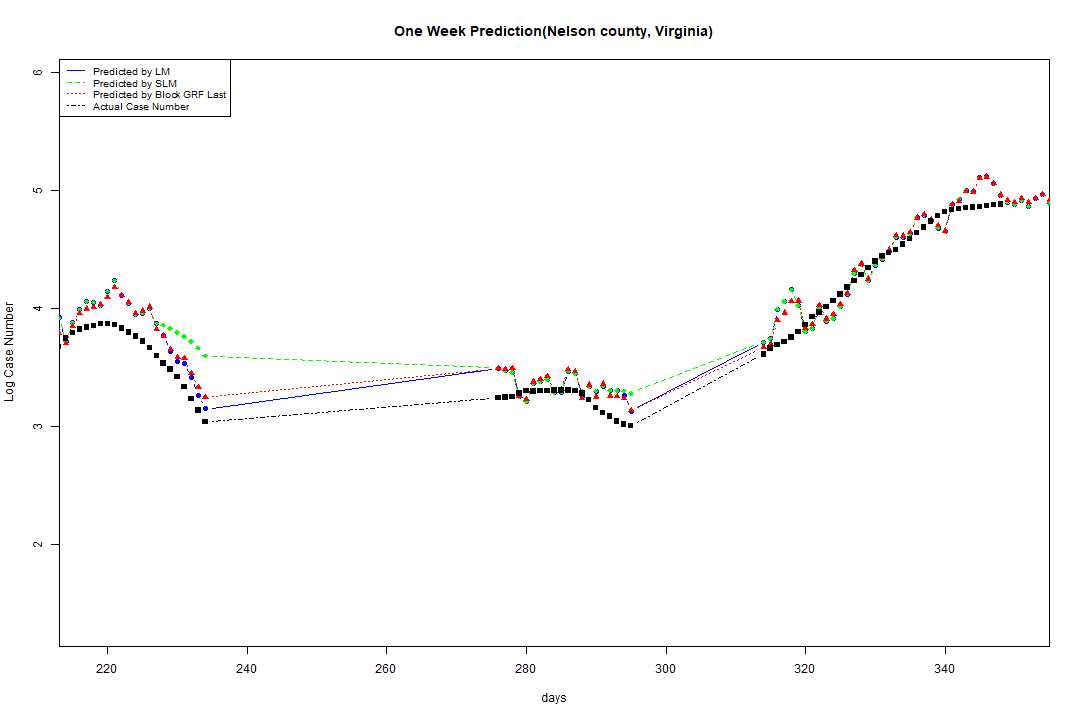 One Week Prediction(Nelson county, Virginia)
Predicted by LM
Predicted by SLM
Predicted by Block GRF Last
Actual Case Number
Log Case Number
6
5
4
3
2
220 240 260 280 300 320 340
days